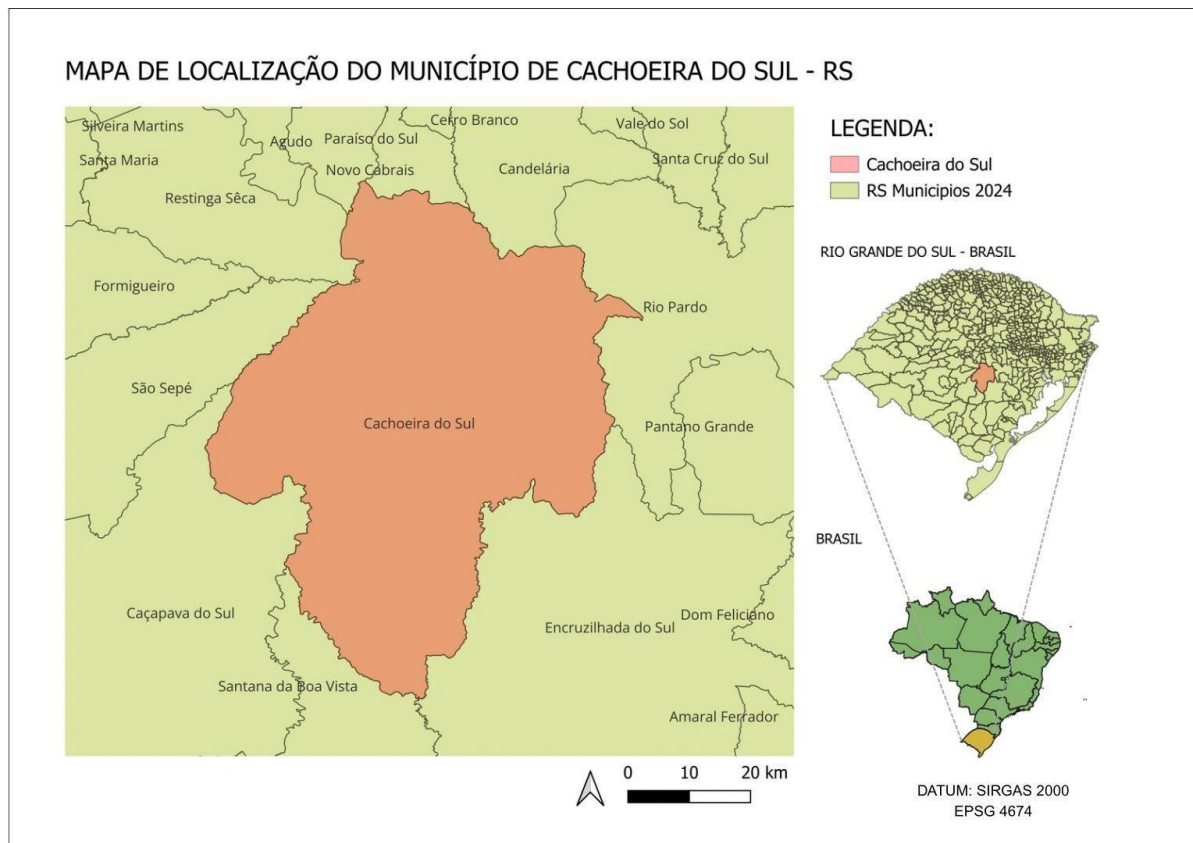 MAPA DE LOCALIZAÇÃO DO MUNICÍPIO DE CACHOEIRA DO SUL - RS
Silveira Martins
Santa Maria
Restinga Sêca
Agudo
Paraíso do Sul
Novo Cabrais
Cerro Branco
Candelária
Vale do Sol
Santa Cruz do Sul
Formigueiro
Rio Pardo
São Sepé
Cachoeira do Sul
Pantano Grande
Caçapava do Sul
Encruzilhada do Sul
Dom Feliciano
Santana da Boa Vista
Amaral Ferrador
0 10 20 km
LEGENDA:
Cachoeira do Sul
RS Municipios 2024
RIO GRANDE DO SUL - BRASIL
BRASIL
DATUM: SIRGAS 2000
EPSG 4674